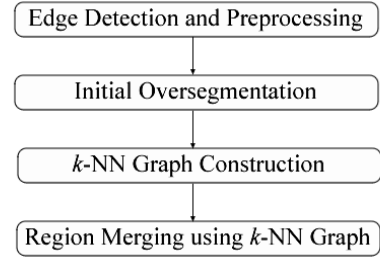 Edge Detection and Preprocessing
Initial Oversegmentation
k-NN Graph Construction
Region Merging using k-NN Graph